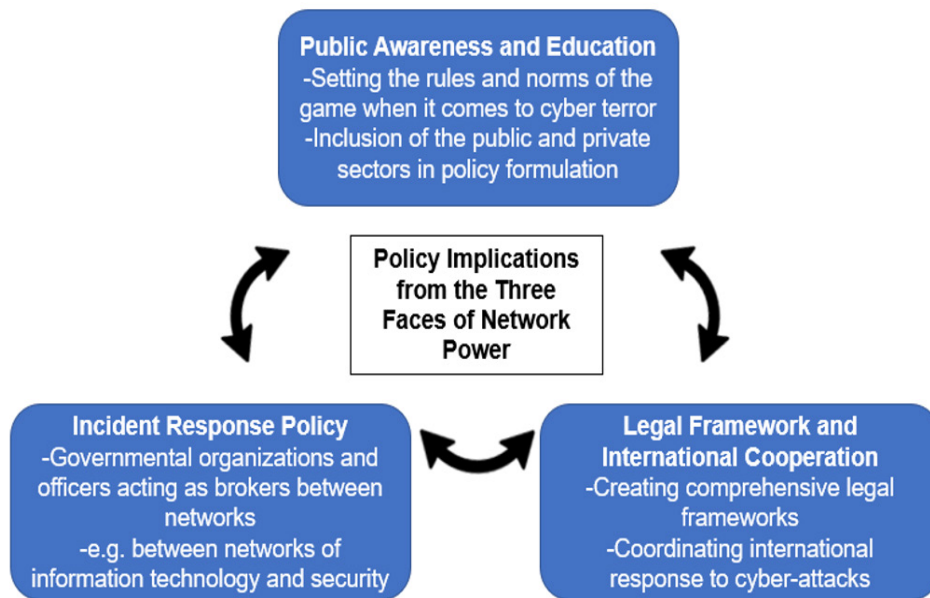 Public Awareness and Education
-Setting the rules and norms of the
game when it comes to cyber terror
-Inclusion of the public and private
sectors in policy formulation
Policy Implications
from the Three
Faces of Network
Power
Incident Response Policy
-Governmental organizations and
officers acting as brokers between
networks
-e.g. between networks of
information technology and security
Legal Framework and
International Cooperation
-Creating comprehensive legal
frameworks
-Coordinating international
response to cyber-attacks